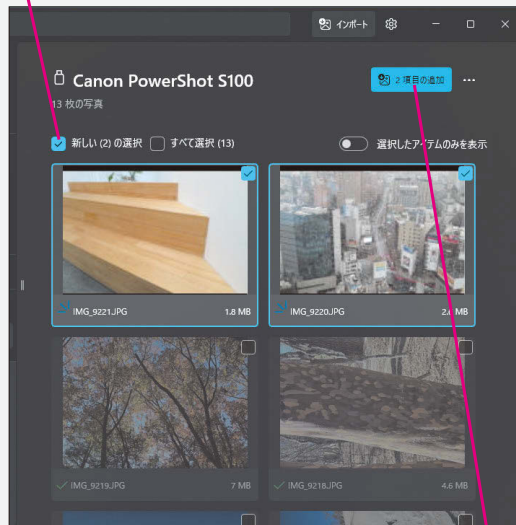 インポート
Canon PowerShot S100
2 項目の追加
13 枚の写真
新しい (2) の選択 すべて選択 (13) 選択したアイテムのみを表示
IMG_9221.JPG 1.8 MB IMG_9220.JPG
IMG_9219.JPG 7 MB IMG_9218.JPG 4.6 MB